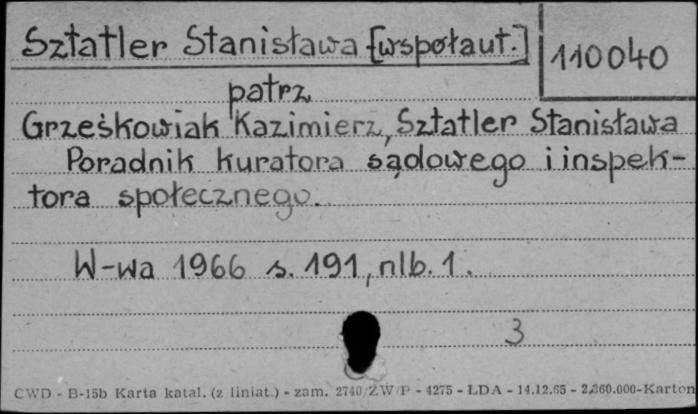 Sztatler Stanisława [współaut.] 110040
patrz
Grześkowiak Kazimierz, Sztatler Stanisława
Poradnik kuratora sądowego i inspek-
tora społecznego.
W-wa 1966 s. 191, nlb. 1.
3
CWD - B-15b Karta katal. (z liniat.) - zam. 2740/ZW/P - 4275 - LDA - 14.12.65 - 2.360.000-Karton